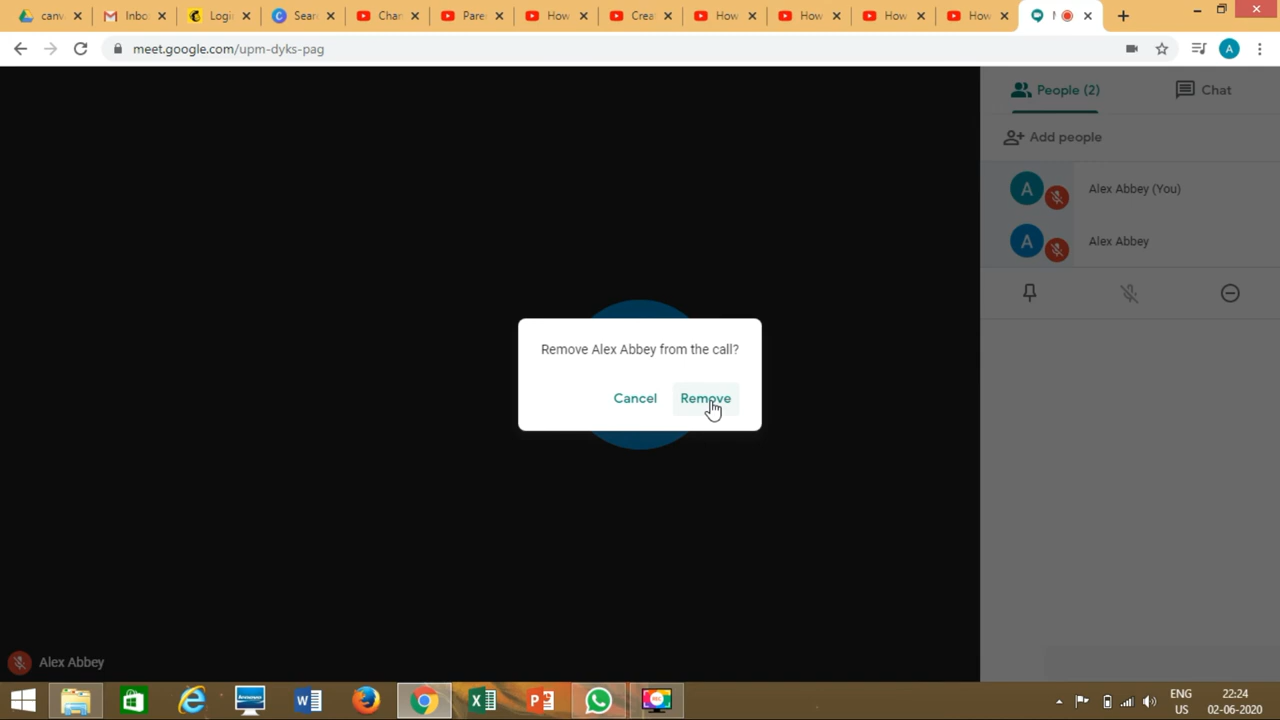 canv
Inbo
Logi
Sear
Chan
Pare
How
Crea
How
How
How
How
meet.google.com/upm-dyks-pag
A
People (2)
Chat
Add people
A
Alex Abbey (You)
A
Alex Abbey
Remove Alex Abbey from the call?
Cancel
Remove
Alex Abbey
ENG
US
22:24
02-06-2020